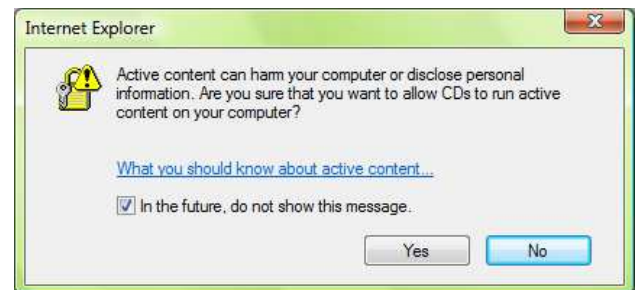 Internet Explorer
Active content can harm your computer or disclose personal
information. Are you sure that you want to allow CDs to run active
content on your computer?
What you should know about active content...
In the future, do not show this message.
Yes No